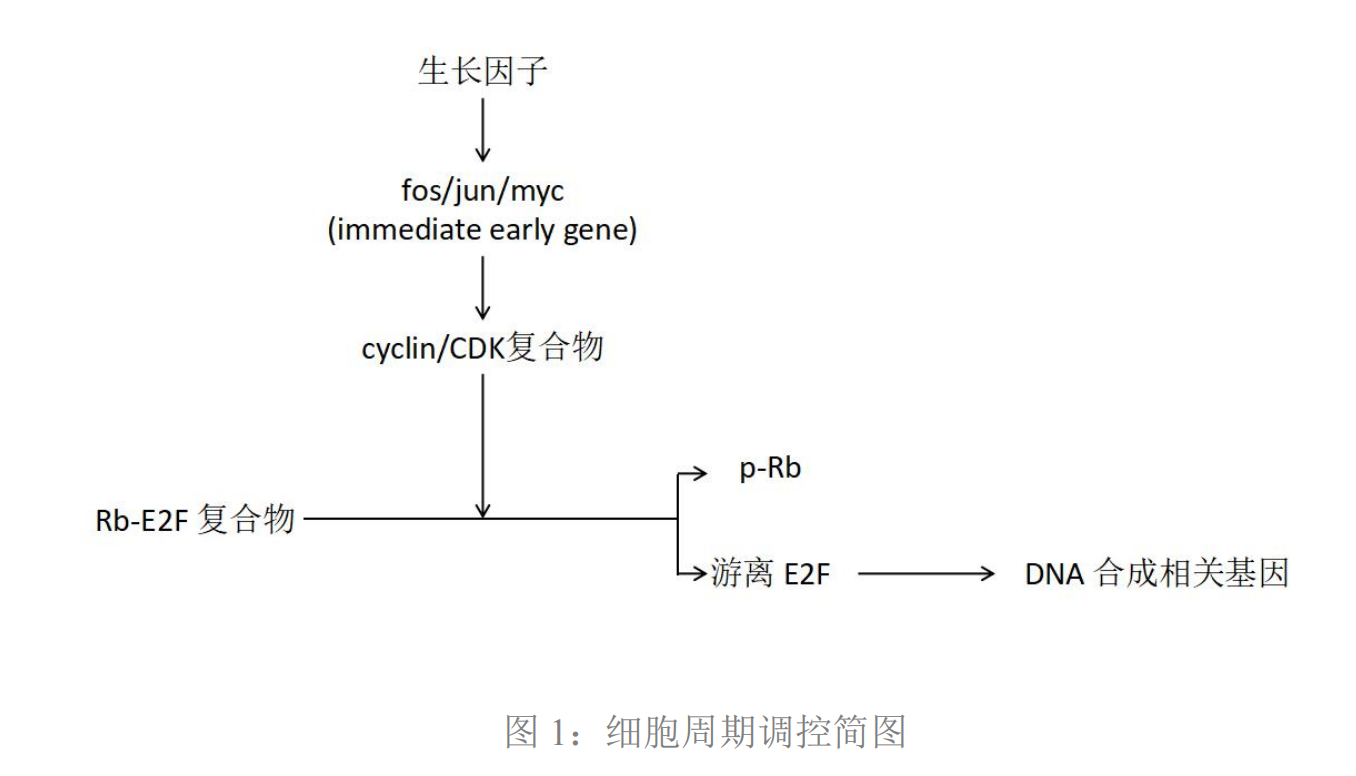 生长因子
fos/jun/myc
(immediate early gene)
cyclin/CDK复合物
p-Rb
Rb-E2F 复合物
游离 E2F
DNA 合成相关基因
图 1：细胞周期调控简图